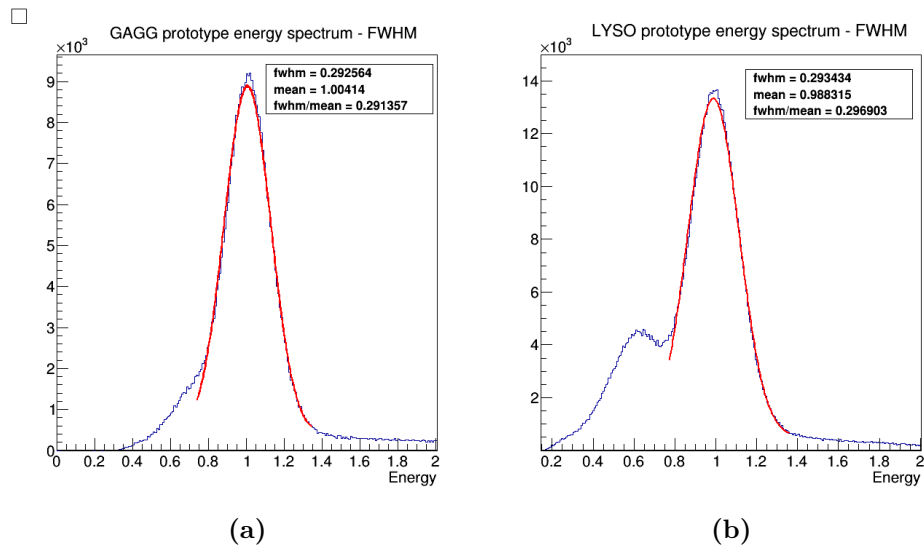 GAGG prototype energy spectrum - FWHM
×10³
fwhm = 0.292564
mean = 1.00414
fwhm/mean = 0.291357
9
8
7
6
5
4
3
2
1
0
0 0.2 0.4 0.6 0.8 1 1.2 1.4 1.6 1.8 2
Energy
(a)
LYSO prototype energy spectrum - FWHM
×10³
fwhm = 0.293434
mean = 0.988315
fwhm/mean = 0.296903
14
12
10
8
6
4
2
0.2 0.4 0.6 0.8 1 1.2 1.4 1.6 1.8 2
Energy
(b)